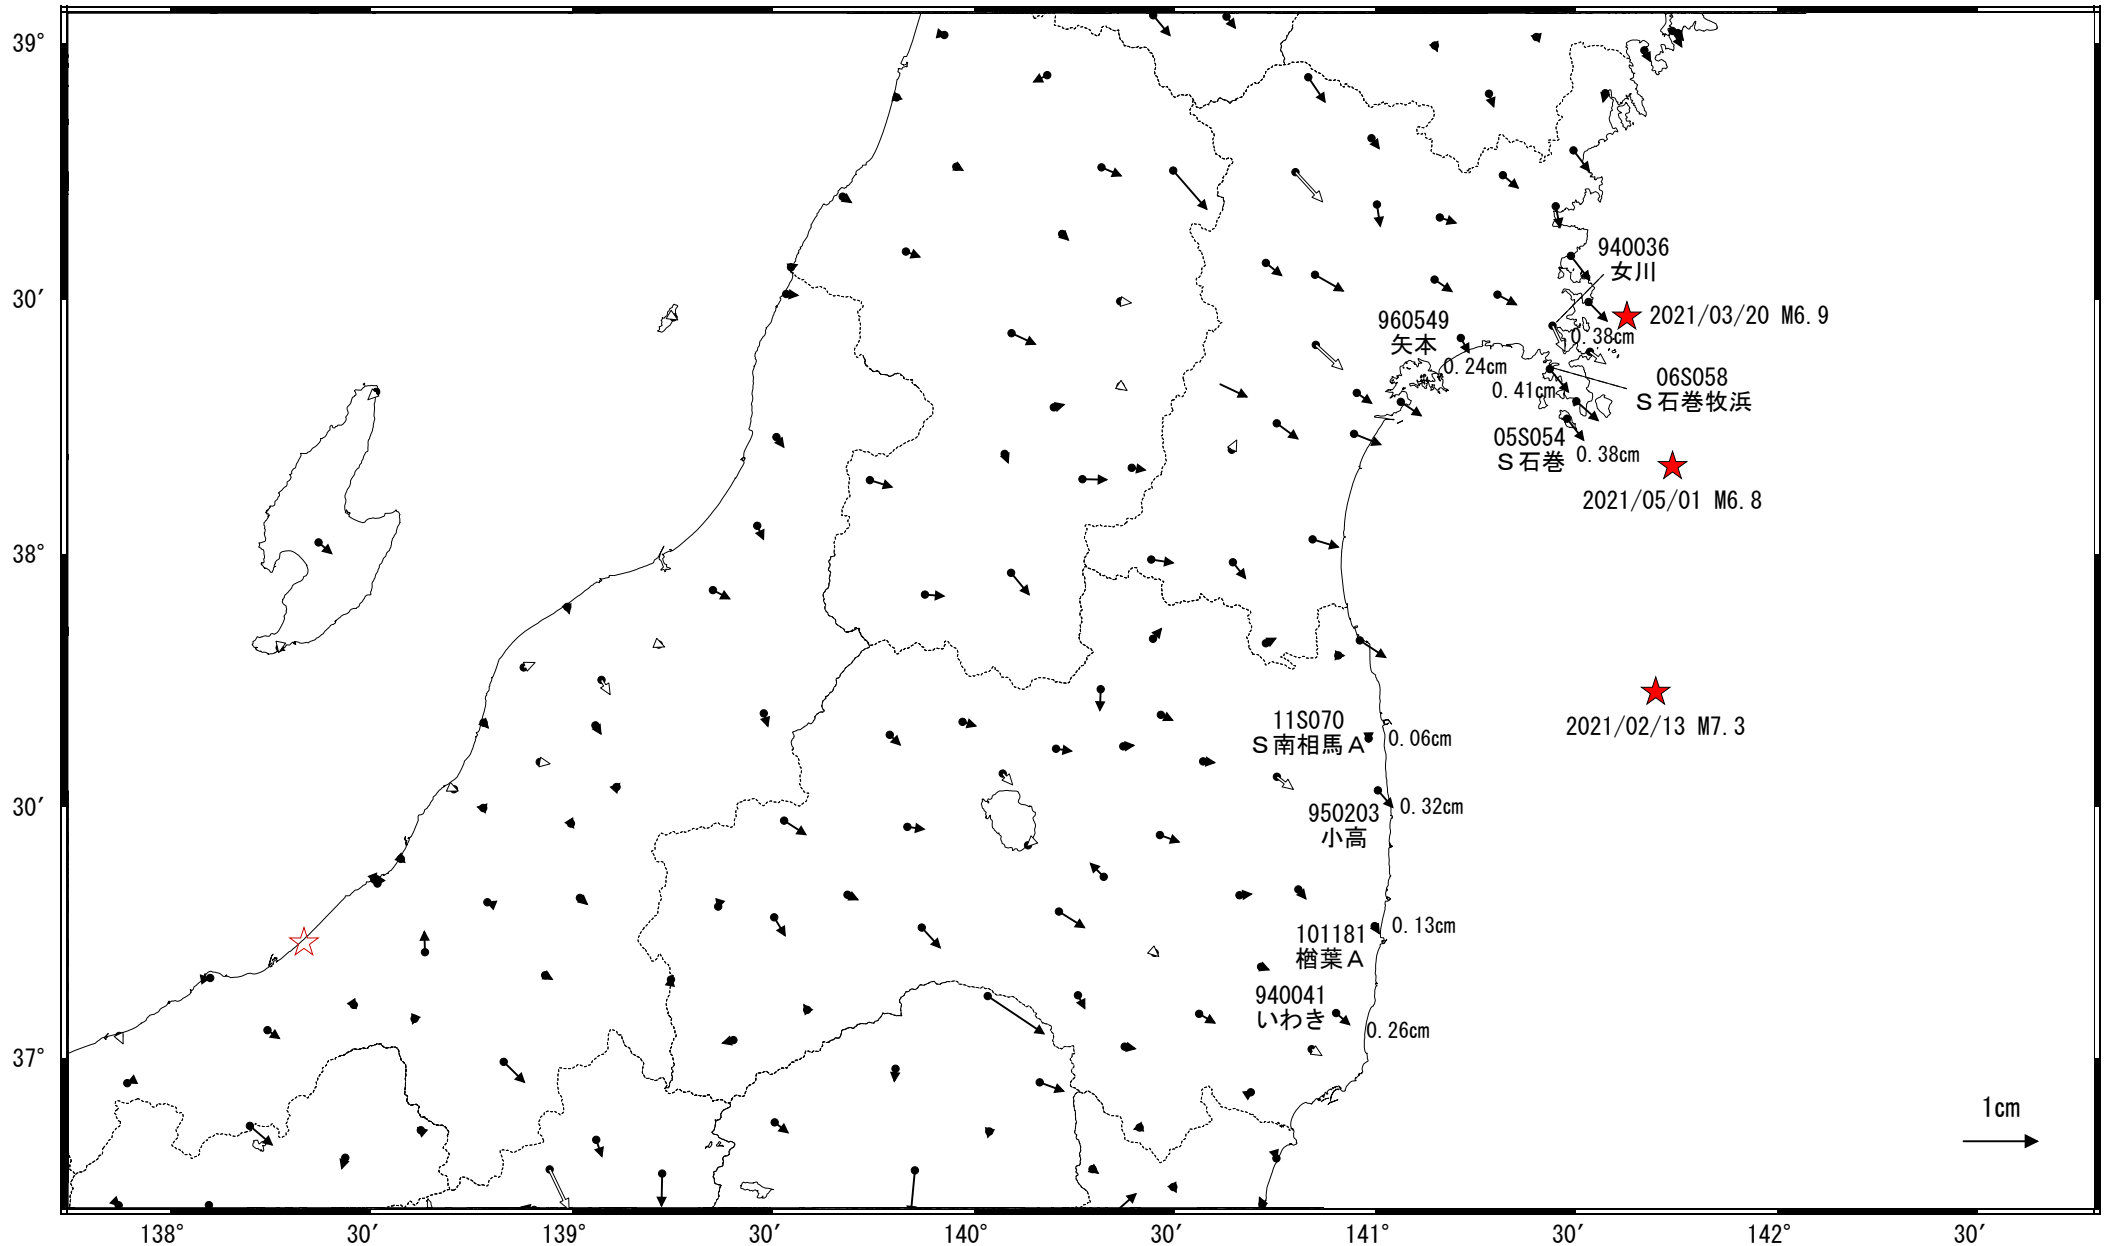 39°
30′
38°
30′
37°
940036
女川
2021/03/20 M6.9
960549
矢本
0.38cm
0.24cm
0.41cm
06S058
S石巻牧浜
05S054
S石巻
0.38cm
2021/05/01 M6.8
2021/02/13 M7.3
11S070
S南相馬A
0.06cm
950203
小高
0.32cm
101181
楢葉A
0.13cm
940041
いわき
0.26cm
1cm
138°
30′
139°
30′
140°
30′
141°
30′
142°
30′